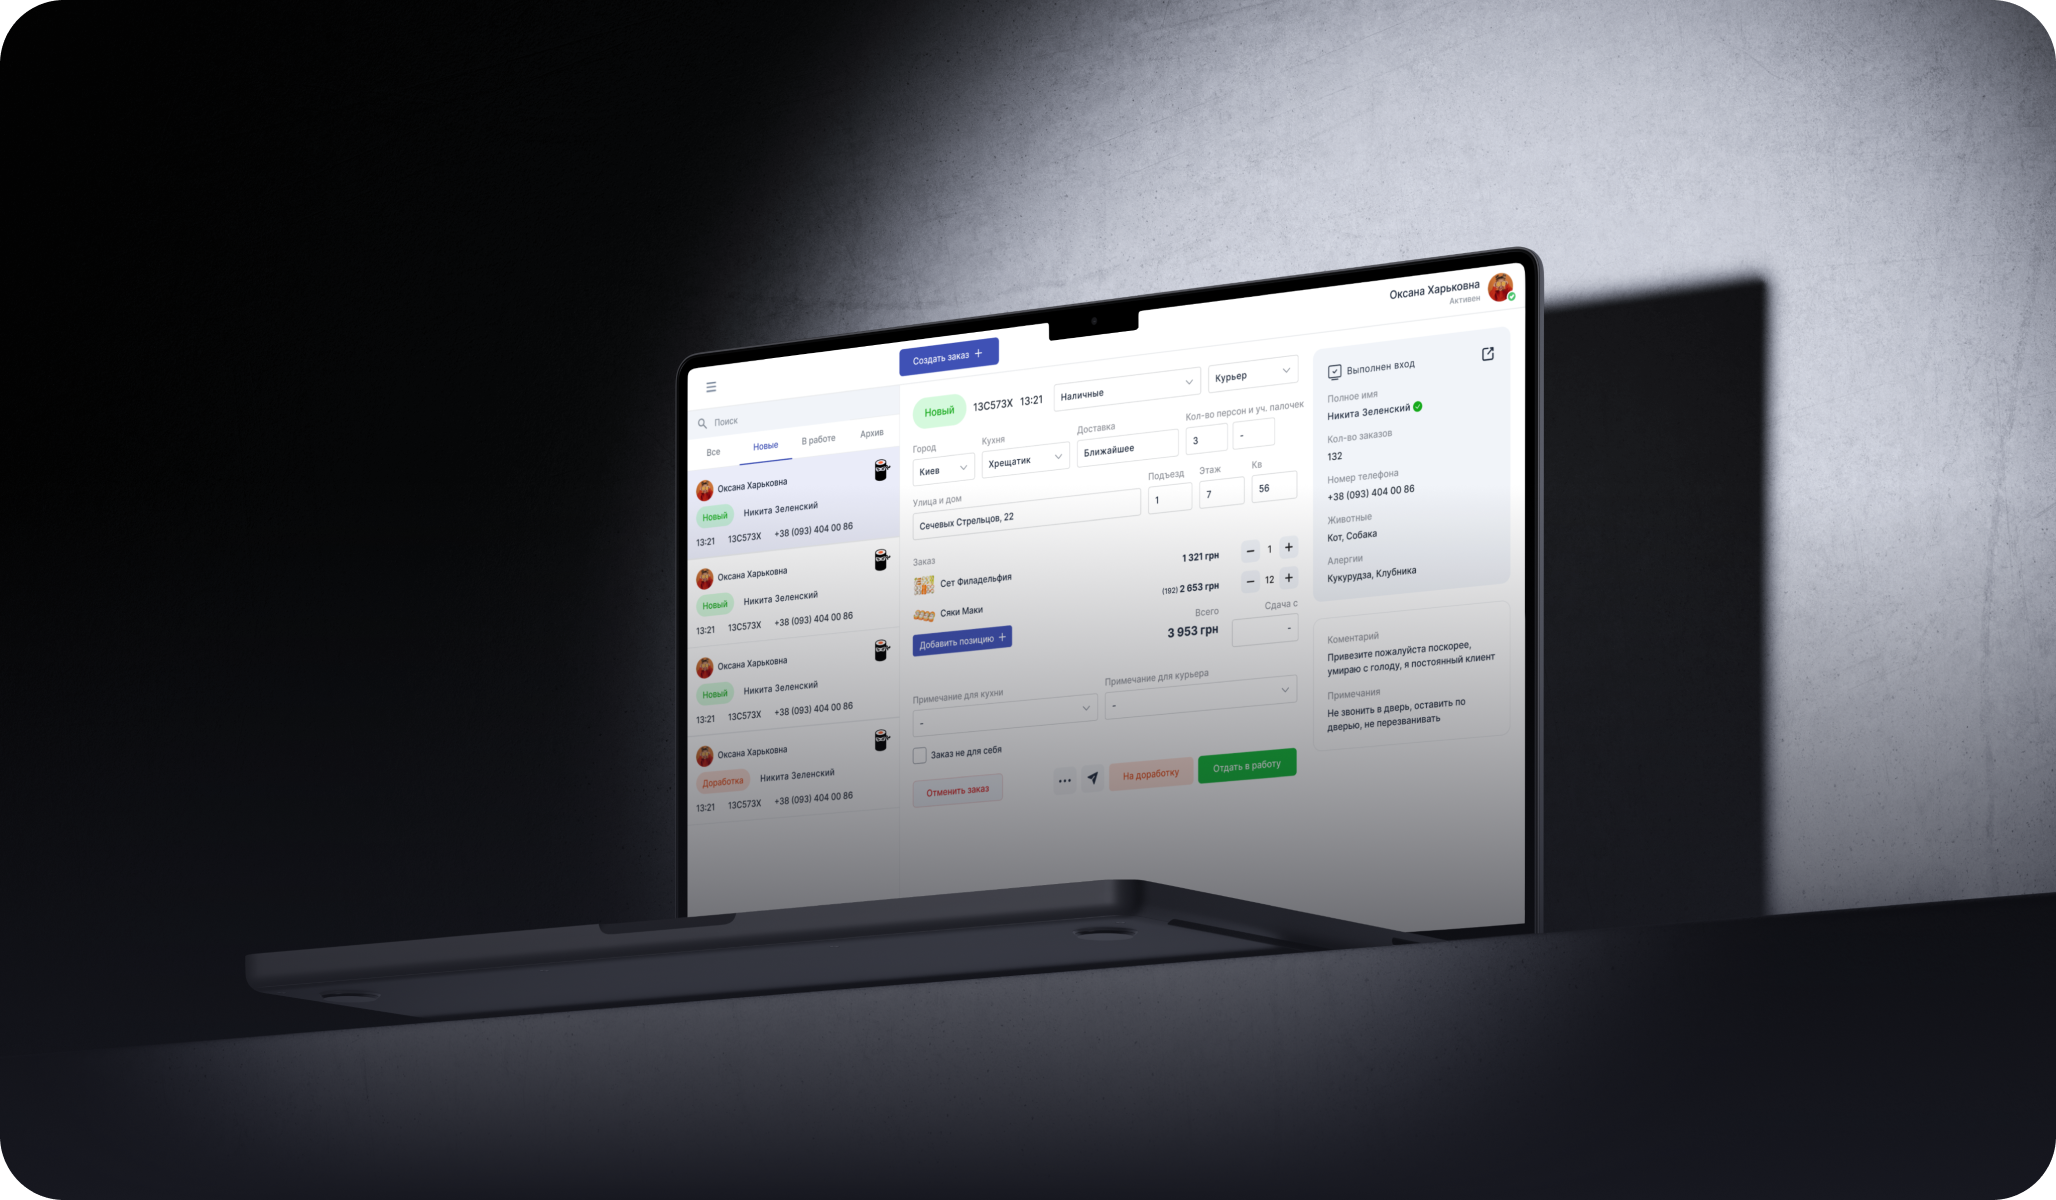 Оксана Харьковна
Активен
Создать заказ +
Поиск
Все Новые В работе Архив
Оксана Харьковна
Новый Никита Зеленский
13:21 13C573X +38 (093) 404 00 86
Оксана Харьковна
Новый Никита Зеленский
13:21 13C573X +38 (093) 404 00 86
Оксана Харьковна
Новый Никита Зеленский
13:21 13C573X +38 (093) 404 00 86
Оксана Харьковна
Доработка Никита Зеленский
13:21 13C573X +38 (093) 404 00 86
Новый 13C573X 13:21 Наличные Курьер
Город Кухня Доставка Кол-во персон и уч. палочек
Киев Хрещатик Ближайшее 3 -
Улица и дом Подъезд Этаж Кв
Сечевых Стрельцов, 22 1 7 56
Заказ
Сет Филадельфия 1 321 грн − 1 +
Сяки Маки (192) 2 653 грн − 12 +
Всего Сдача с
Добавить позицию + 3 953 грн -
Примечание для кухни Примечание для курьера
- -
Заказ не для себя
Отменить заказ ... На доработку Отдать в работу
Выполнен вход
Полное имя
Никита Зеленский
Кол-во заказов
132
Номер телефона
+38 (093) 404 00 86
Животные
Кот, Собака
Алергии
Кукурудза, Клубника
Коментарий
Привезите пожалуйста поскорее,
умираю с голоду, я постоянный клиент
Примечания
Не звонить в дверь, оставить по
дверью, не перезванивать